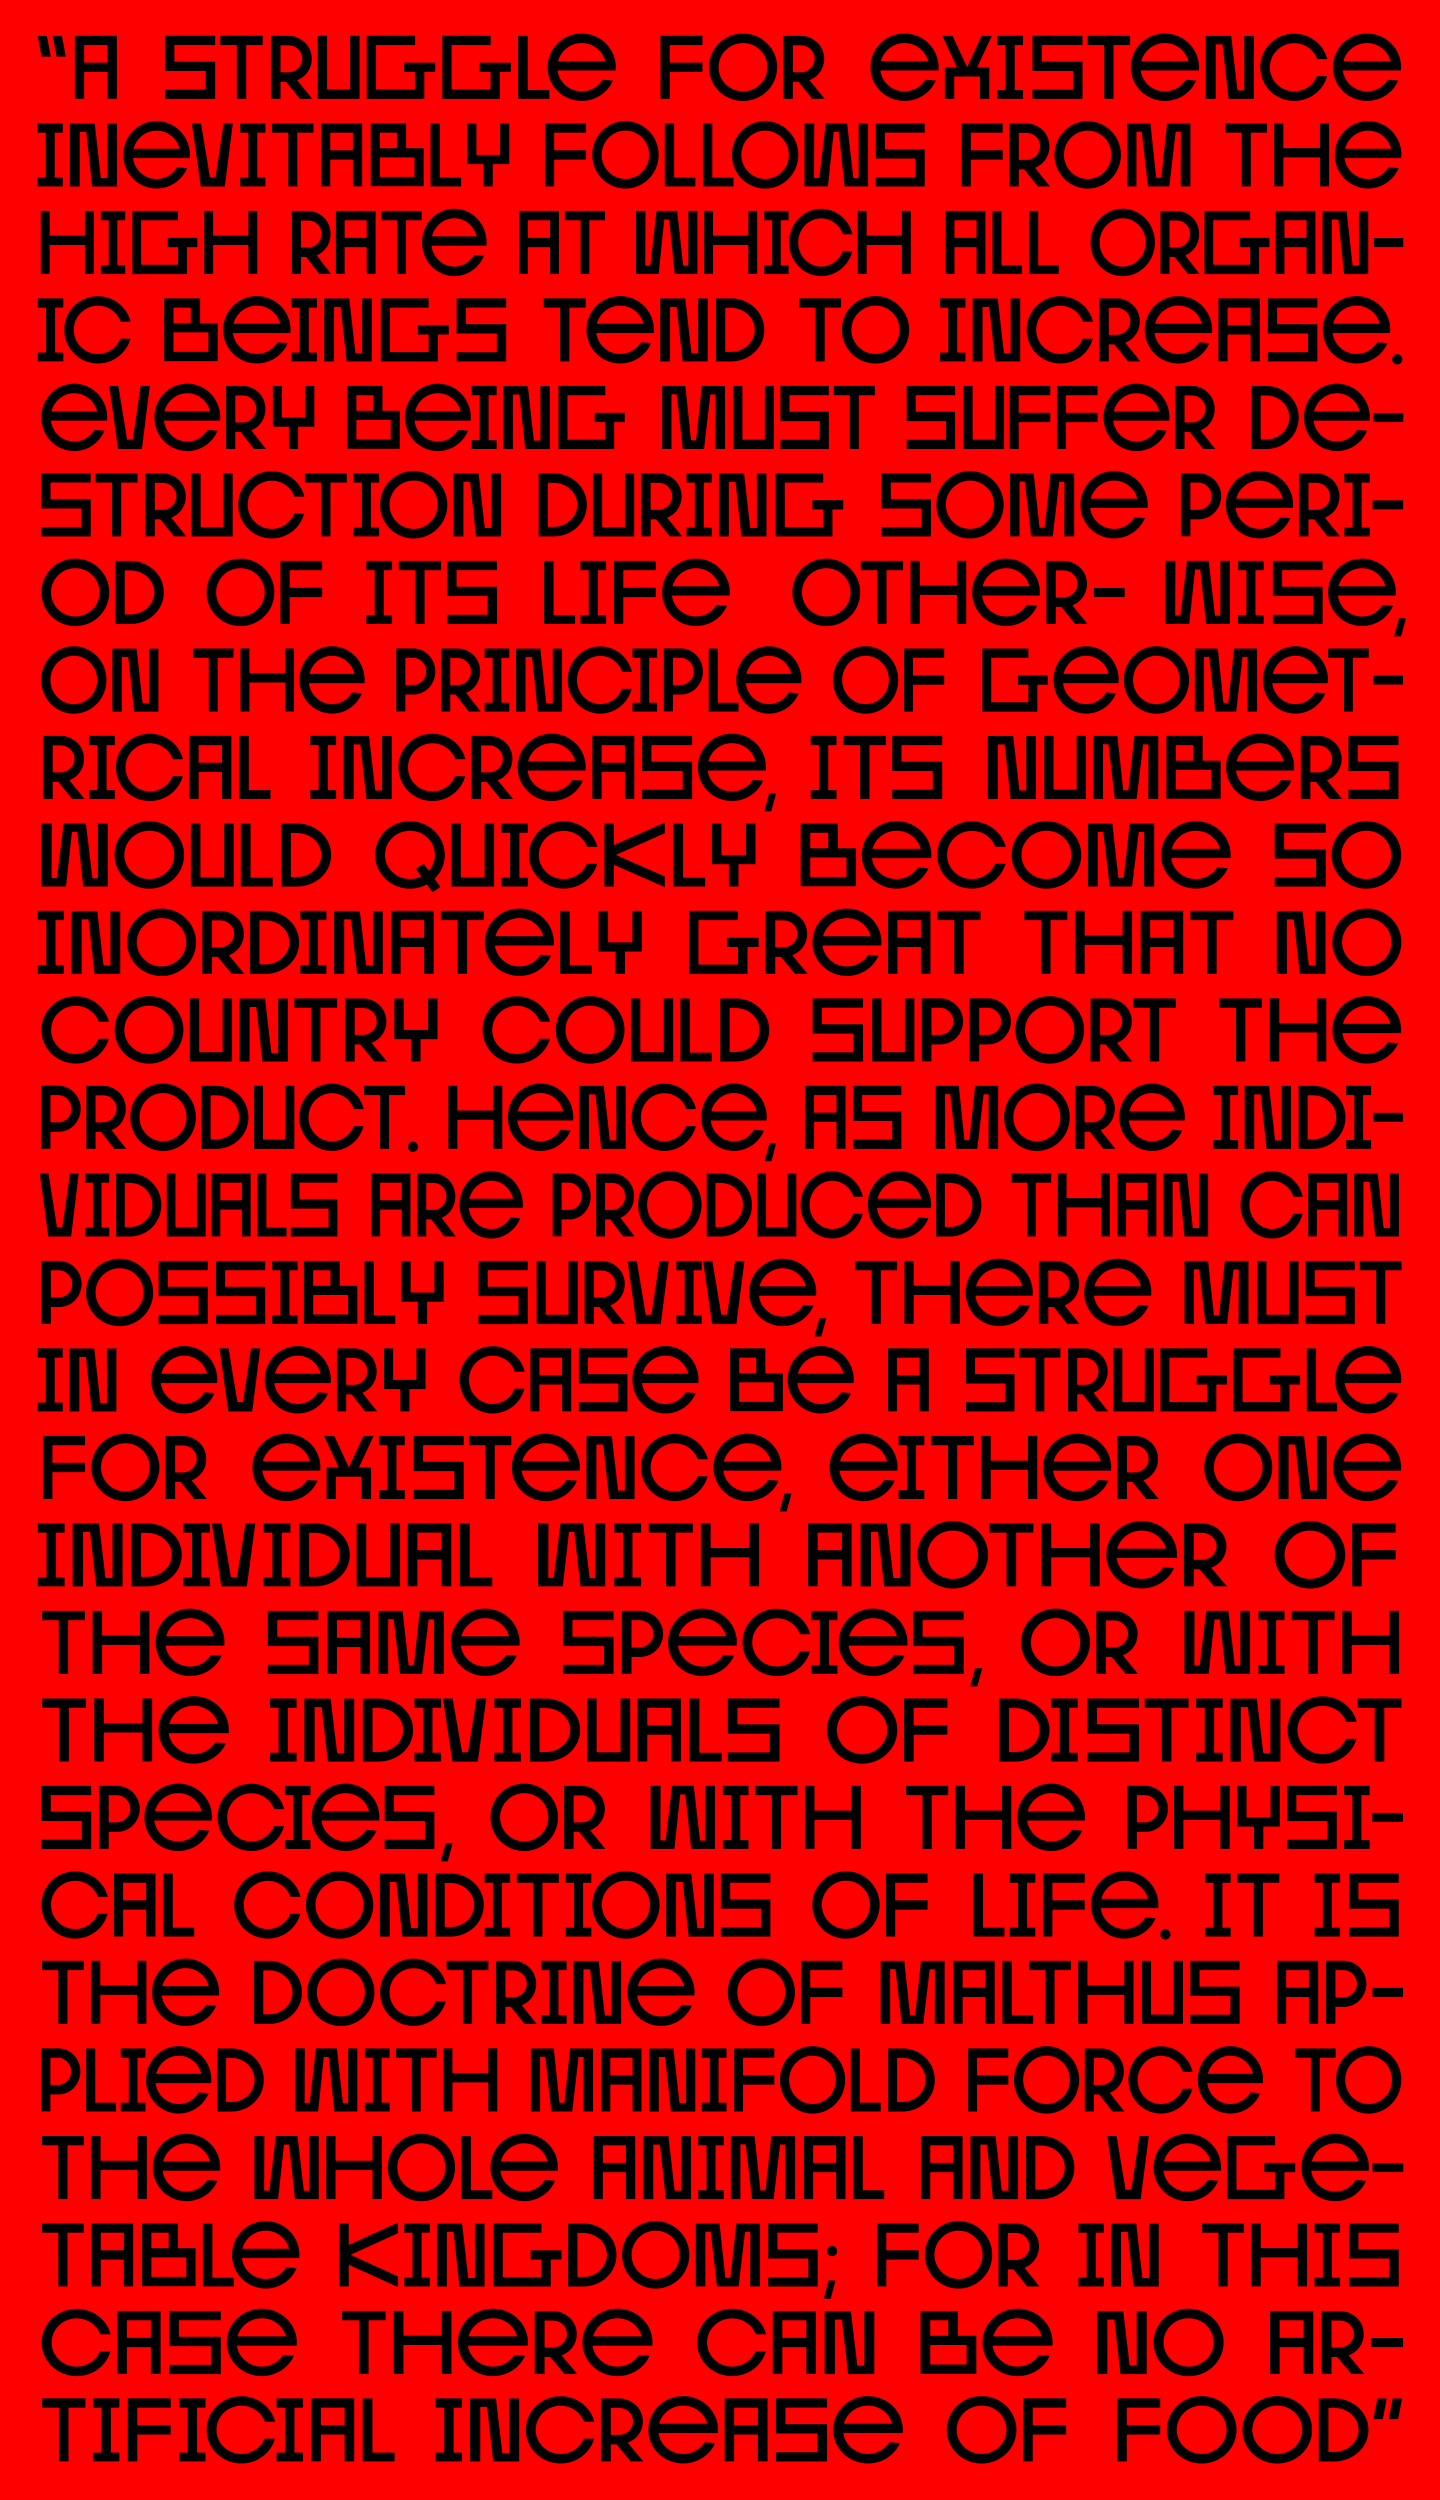 “A STRUGGLE FOR EXISTENCE
INEVITABLY FOLLOWS FROM THE
HIGH RATE AT WHICH ALL ORGAN-
IC BEINGS TEND TO INCREASE.
EVERY BEING MUST SUFFER DE-
STRUCTION DURING SOME PERI-
OD OF ITS LIFE OTHER- WISE,
ON THE PRINCIPLE OF GEOMET-
RICAL INCREASE, ITS NUMBERS
WOULD QUICKLY BECOME SO
INORDINATELY GREAT THAT NO
COUNTRY COULD SUPPORT THE
PRODUCT. HENCE, AS MORE INDI-
VIDUALS ARE PRODUCED THAN CAN
POSSIBLY SURVIVE, THERE MUST
IN EVERY CASE BE A STRUGGLE
FOR EXISTENCE, EITHER ONE
INDIVIDUAL WITH ANOTHER OF
THE SAME SPECIES, OR WITH
THE INDIVIDUALS OF DISTINCT
SPECIES, OR WITH THE PHYSI-
CAL CONDITIONS OF LIFE. IT IS
THE DOCTRINE OF MALTHUS AP-
PLIED WITH MANIFOLD FORCE TO
THE WHOLE ANIMAL AND VEGE-
TABLE KINGDOMS; FOR IN THIS
CASE THERE CAN BE NO AR-
TIFICIAL INCREASE OF FOOD”